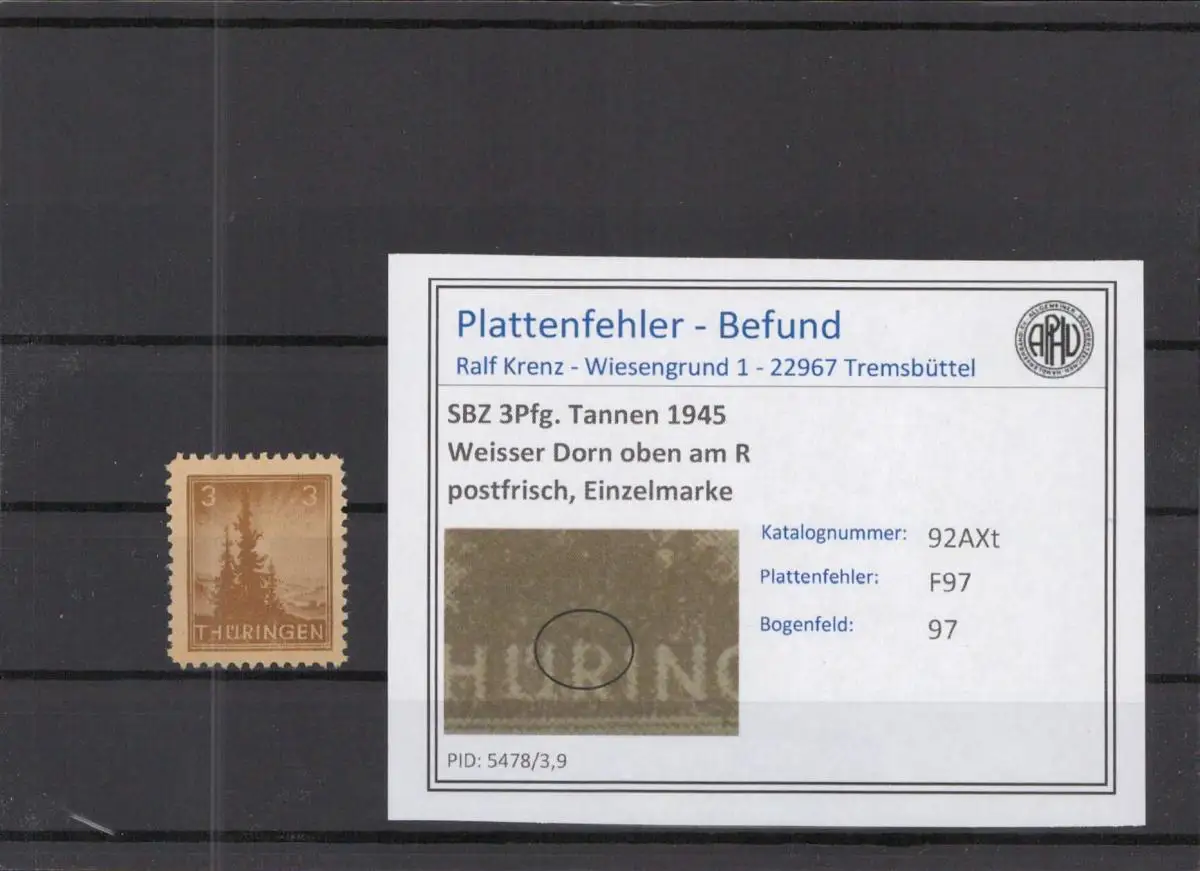 3 3
THÜRINGEN
Plattenfehler - Befund
Ralf Krenz - Wiesengrund 1 - 22967 Tremsbüttel
APHV
SBZ 3Pfg. Tannen 1945
Weisser Dorn oben am R
postfrisch, Einzelmarke
HÜRING
Katalognummer: 92AXt
Plattenfehler: F97
Bogenfeld: 97
PID: 5478/3,9